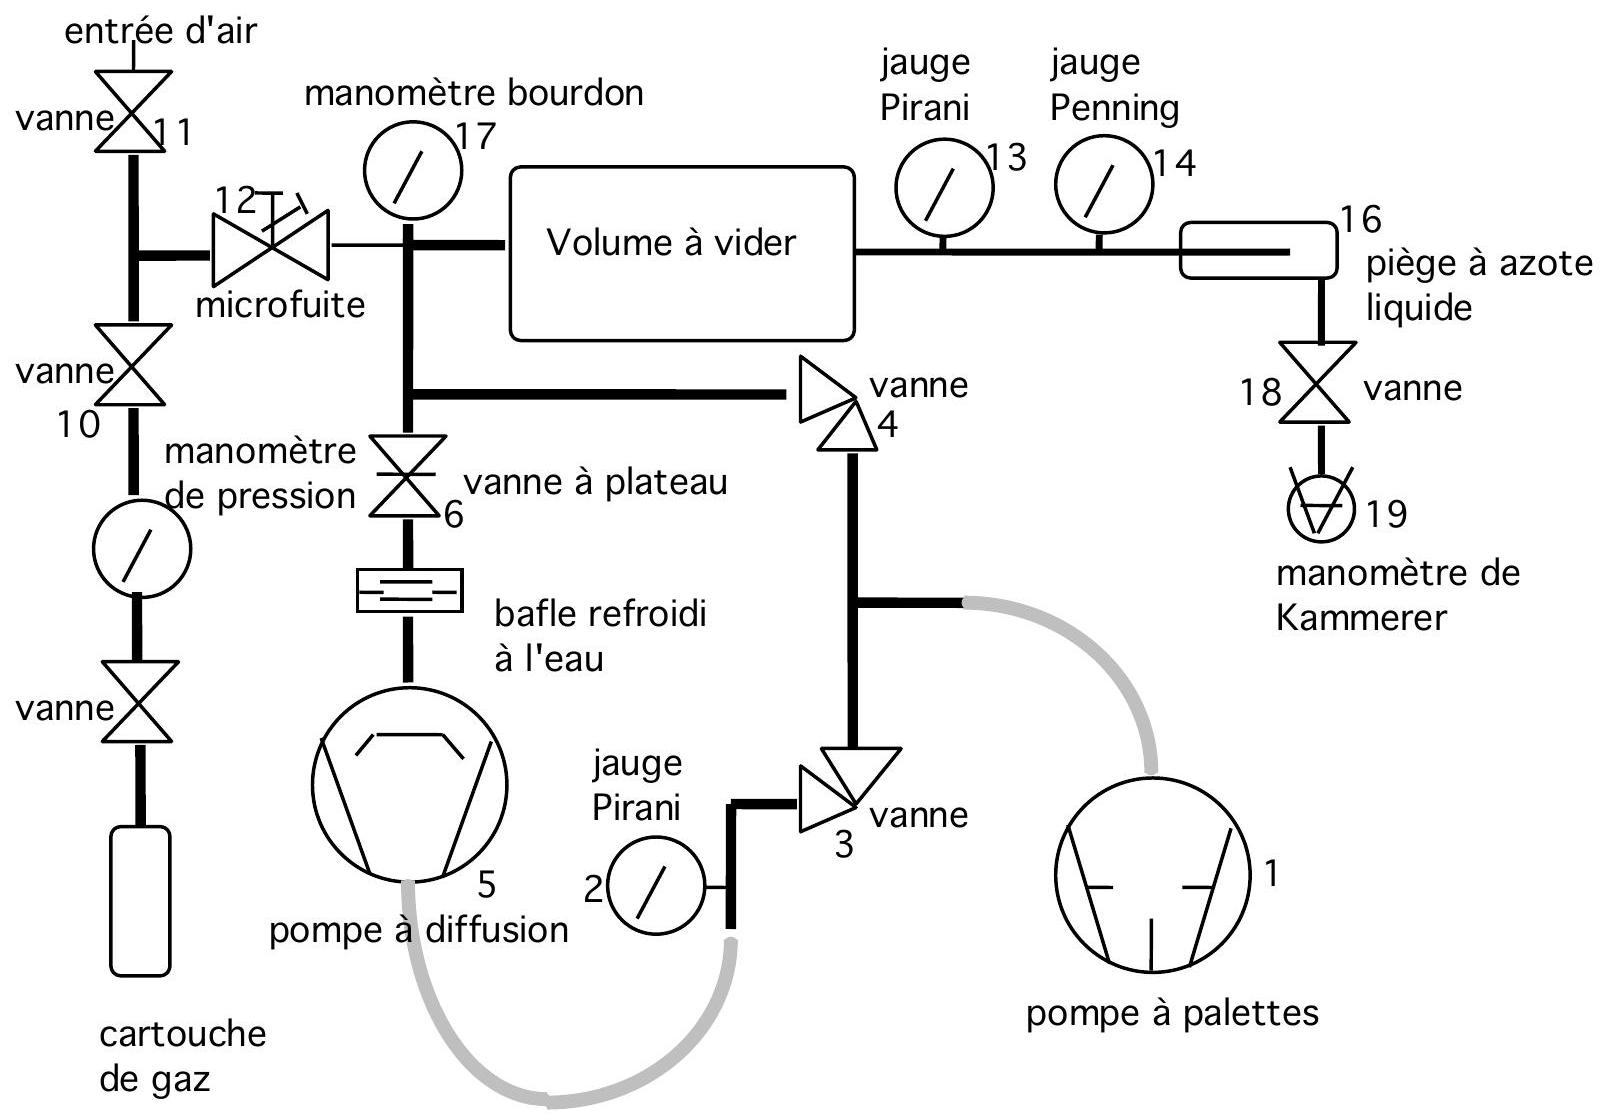 entrée d'air
vanne
11
manomètre bourdon
17
jauge
Pirani
13
jauge
Penning
14
12
microfuite
Volume à vider
16
piège à azote
liquide
vanne
10
manomètre
de pression
vanne à plateau
6
vanne
4
18
vanne
19
manomètre de
Kammerer
bafle refroidi
à l'eau
vanne
5
pompe à diffusion
jauge
Pirani
2
vanne
3
1
pompe à palettes
cartouche
de gaz